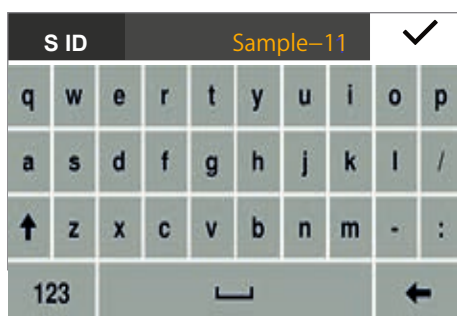 S ID Sample–11
q w e r t y u i o p
a s d f g h j k l /
z x c v b n m - :
123